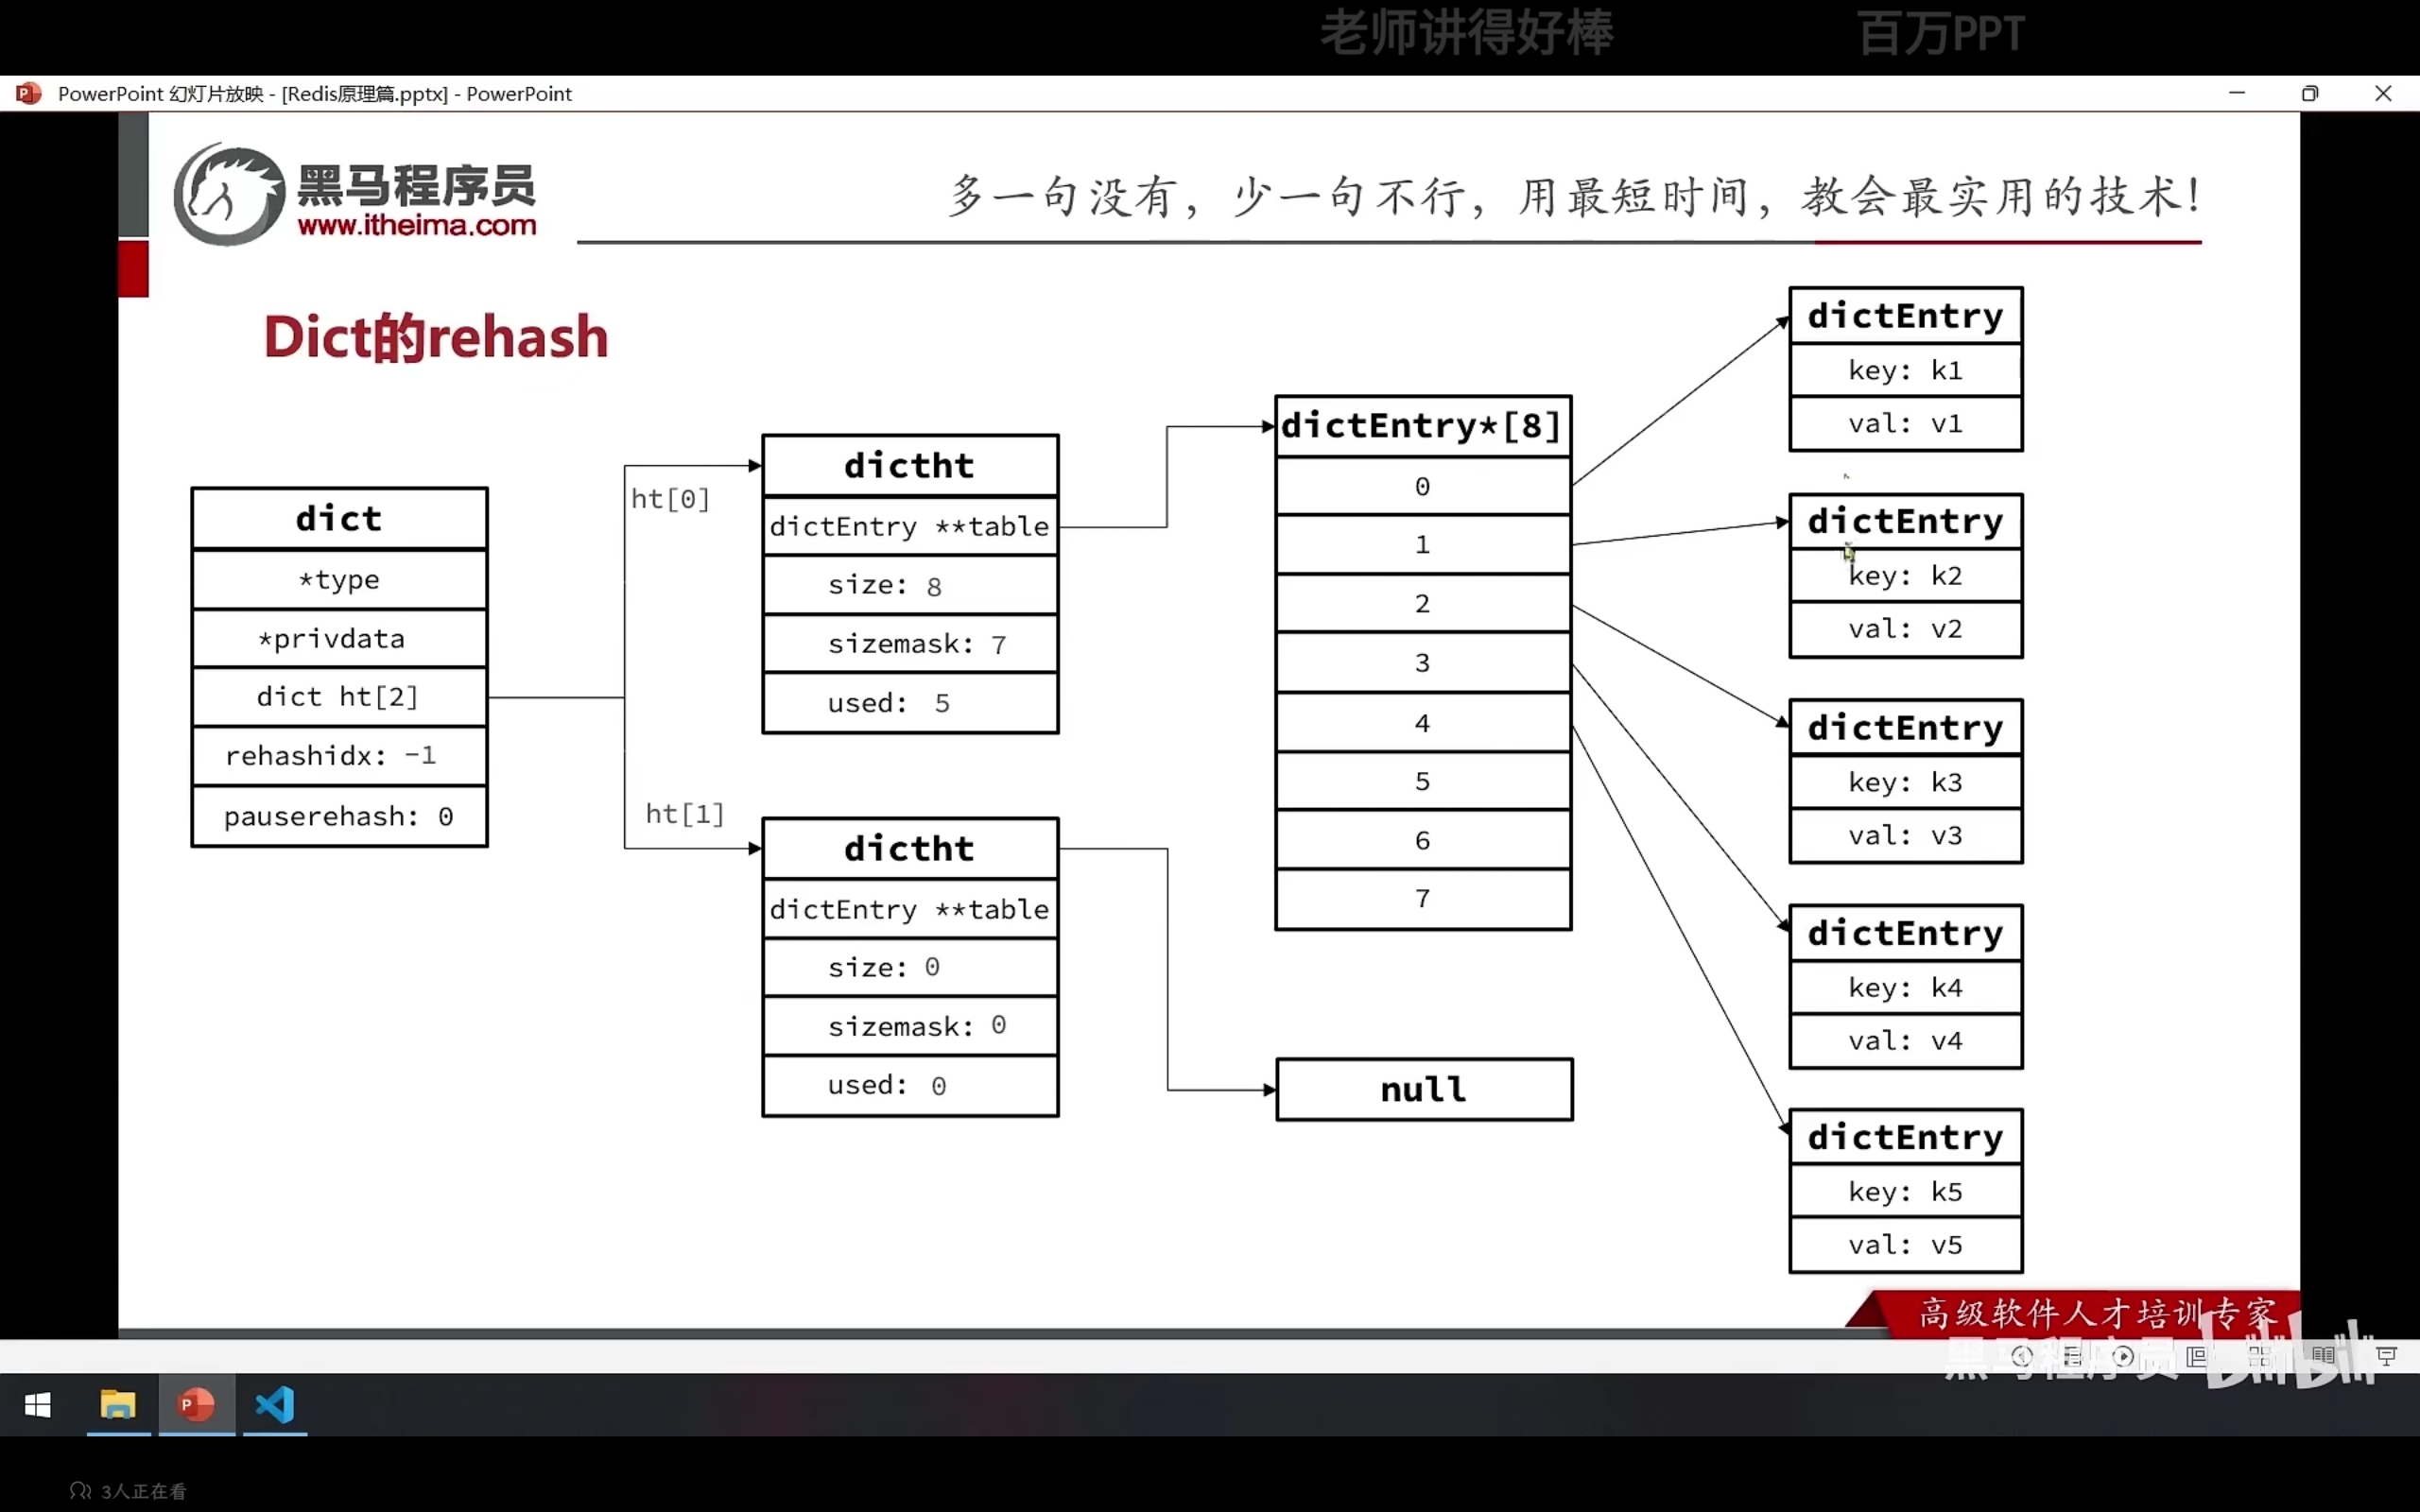 老师讲得好棒
百万PPT
PowerPoint 幻灯片放映 - [Redis原理篇.pptx] - PowerPoint
黑马程序员
www.itheima.com
多一句没有，少一句不行，用最短时间，教会最实用的技术！
Dict的rehash
dict
*type
*privdata
dict ht[2]
rehashidx: -1
pauserehash: 0
ht[0]
dictht
dictEntry **table
size: 8
sizemask: 7
used: 5
ht[1]
dictht
dictEntry **table
size: 0
sizemask: 0
used: 0
dictEntry*[8]
0
1
2
3
4
5
6
7
null
dictEntry
key: k1
val: v1
dictEntry
key: k2
val: v2
dictEntry
key: k3
val: v3
dictEntry
key: k4
val: v4
dictEntry
key: k5
val: v5
高级软件人才培训专家
黑马程序员 bilibili
3人正在看